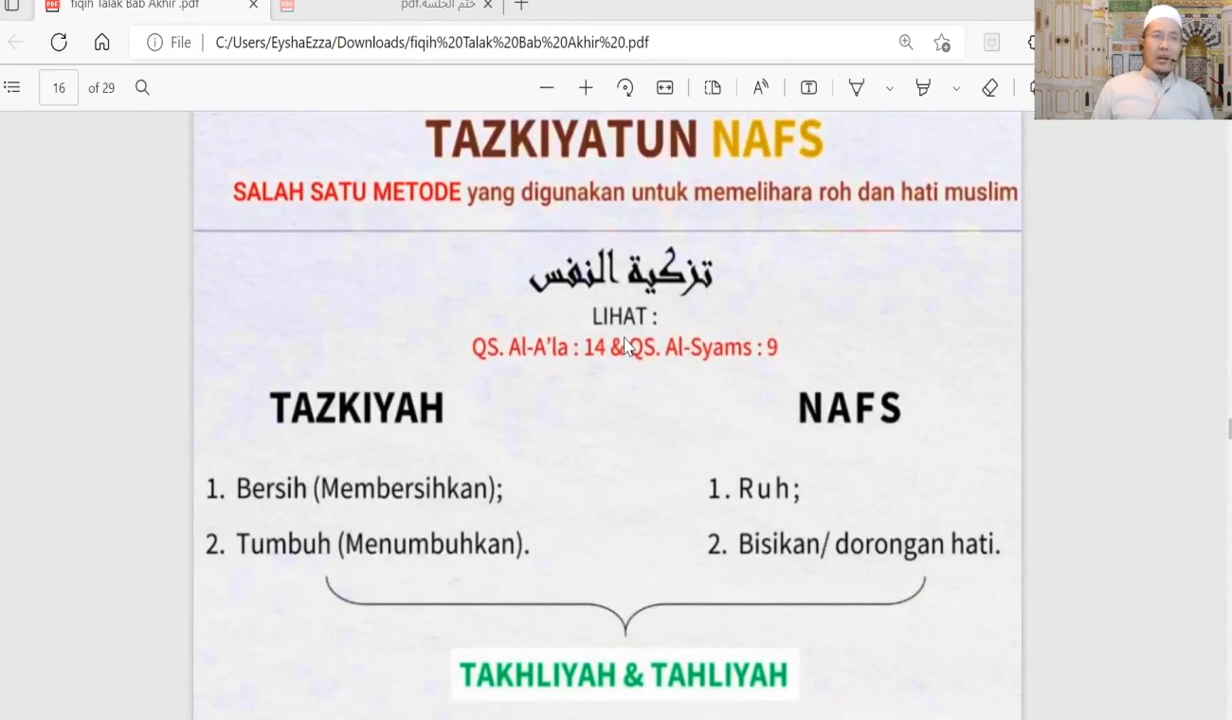 fiqih Talak Bab Akhir .pdf
ختم الجلسة.pdf
File
C:/Users/EyshaEzza/Downloads/fiqih%20Talak%20Bab%20Akhir%20.pdf
16 of 29
TAZKIYATUN NAFS
SALAH SATU METODE yang digunakan untuk memelihara roh dan hati muslim
تزكية النفس
LIHAT :
QS. Al-A'la : 14 & QS. Al-Syams : 9
TAZKIYAH
NAFS
1. Bersih (Membersihkan);
1. Ruh;
2. Tumbuh (Menumbuhkan).
2. Bisikan/ dorongan hati.
TAKHLIYAH & TAHLIYAH